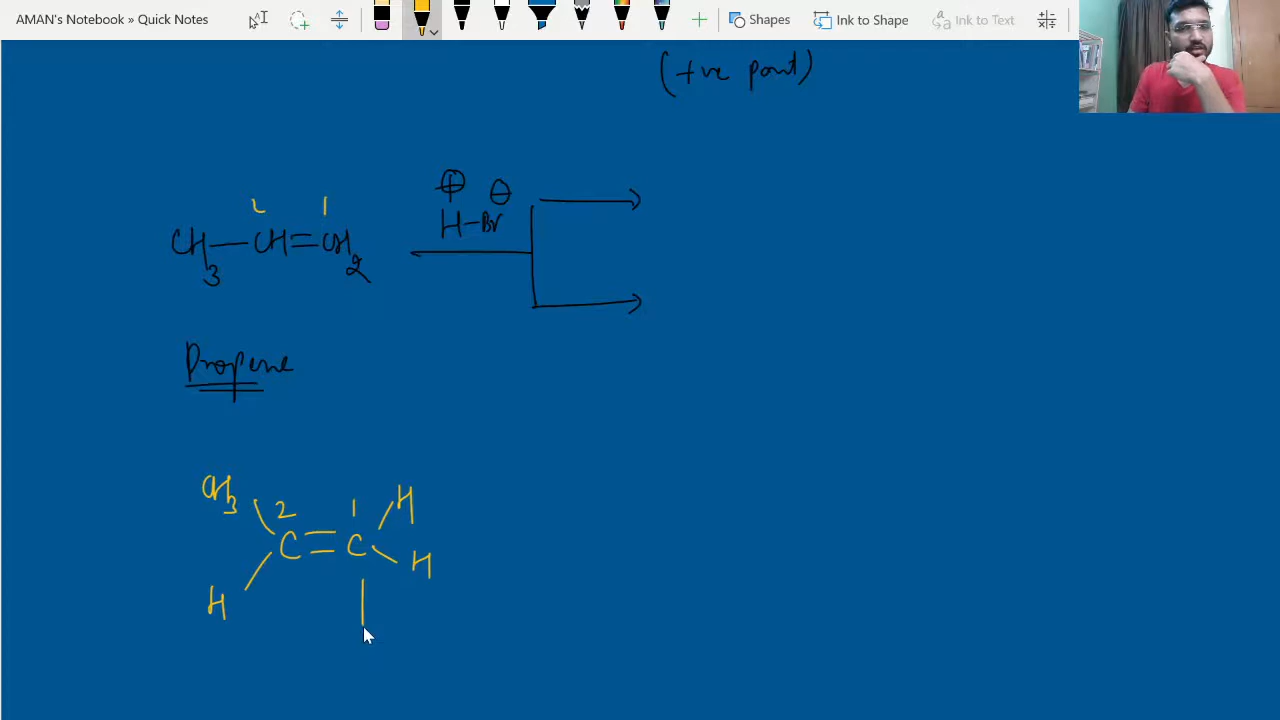 AMAN's Notebook » Quick Notes
Shapes
Ink to Shape
Ink to Text
(+ve part)
⊕ ⊖
H-Br
2 1
CH3—CH=CH2
Propene
CH3 2 1 H
C=C
H
H